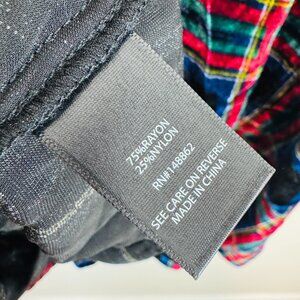 75%RAYON
25%NYLON
RN#148862
SEE CARE ON REVERSE
MADE IN CHINA